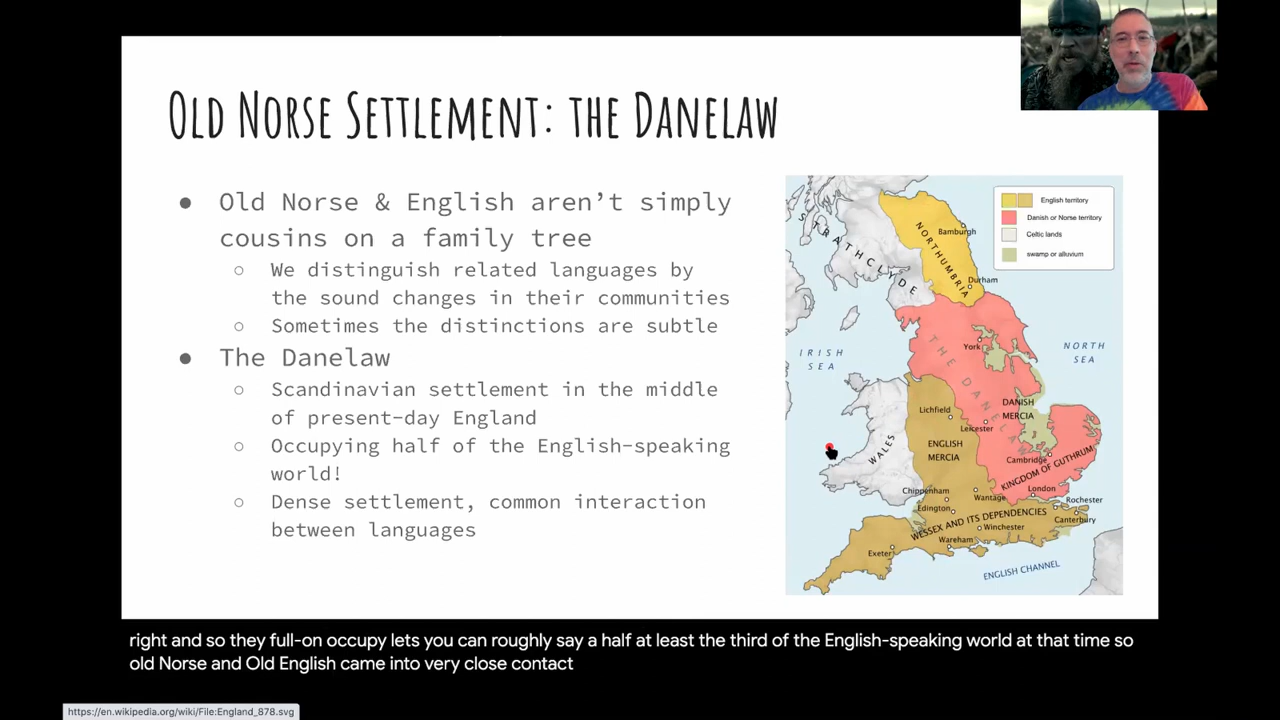 OLD NORSE SETTLEMENT: THE DANELAW
● Old Norse & English aren't simply
cousins on a family tree
○ We distinguish related languages by
the sound changes in their communities
○ Sometimes the distinctions are subtle
● The Danelaw
○ Scandinavian settlement in the middle
of present-day England
○ Occupying half of the English-speaking
world!
○ Dense settlement, common interaction
between languages
English territory
Danish or Norse territory
Celtic lands
swamp or alluvium
STRATHCLYDE
NORTHUMBRIA
Bamburgh
Durham
IRISH
SEA
NORTH
SEA
York
THE DANELAW
DANISH
MERCIA
Lichfield
Leicester
ENGLISH
MERCIA
WALES
Cambridge
KINGDOM OF GUTHRUM
Chippenham
Wantage
London
Rochester
Edington
WESSEX AND ITS DEPENDENCIES
Canterbury
Winchester
Wareham
Exeter
ENGLISH CHANNEL
right and so they full-on occupy lets you can roughly say a half at least the third of the English-speaking world at that time so
old Norse and Old English came into very close contact
https://en.wikipedia.org/wiki/File:England_878.svg